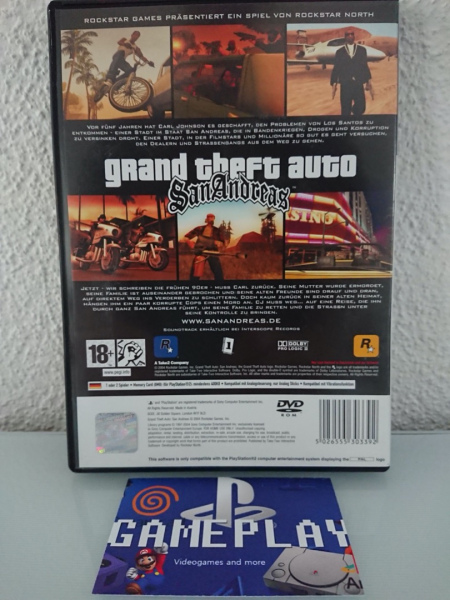 ROCKSTAR GAMES PRÄSENTIERT EIN SPIEL VON ROCKSTAR NORTH
VOR FÜNF JAHREN HAT CARL JOHNSON ES GESCHAFFT, DEN PROBLEMEN VON LOS SANTOS ZU
ENTKOMMEN - EINER STADT IM STAAT SAN ANDREAS, DIE IN BANDENKRIEGEN, DROGEN UND KORRUPTION
ZU VERSINKEN DROHT. EINER STADT, IN DER FILMSTARS UND MILLIONÄRE SO GUT ES GEHT VERSUCHEN,
DEN DEALERN UND STRASSENGANGS AUS DEM WEG ZU GEHEN.
grand theft auto
San Andreas
CASINO
JETZT - WIR SCHREIBEN DIE FRÜHEN 90ER - MUSS CARL ZURÜCK. SEINE MUTTER WURDE ERMORDET,
SEINE FAMILIE IST AUSEINANDER GEBROCHEN UND SEINE ALTEN FREUNDE SIND DRAUF UND DRAN,
AUF DIREKTEM WEG INS VERDERBEN ZU SCHLITTERN. DOCH KAUM ZURÜCK IN SEINER ALTEN HEIMAT,
HÄNGEN IHM EIN PAAR KORRUPTE COPS EINEN MORD AN. CJ MUSS WEG... AUF EINE REISE, DIE IHN
DURCH GANZ SAN ANDREAS FÜHRT, UM SEINE FAMILIE ZU RETTEN UND DIE STRASSEN UNTER
SEINE KONTROLLE ZU BRINGEN.
WWW.SANANDREAS.DE
SOUNDTRACK ERHÄLTLICH BEI INTERSCOPE RECORDS
18+
www.pegi.info
A Take2 Company
DOLBY
PRO LOGIC II
DVD
ROM
5026555303392
This software is only compatible with the PlayStation®2 computer entertainment system displaying the PAL logo
GAMEPLAY
Videogames and more